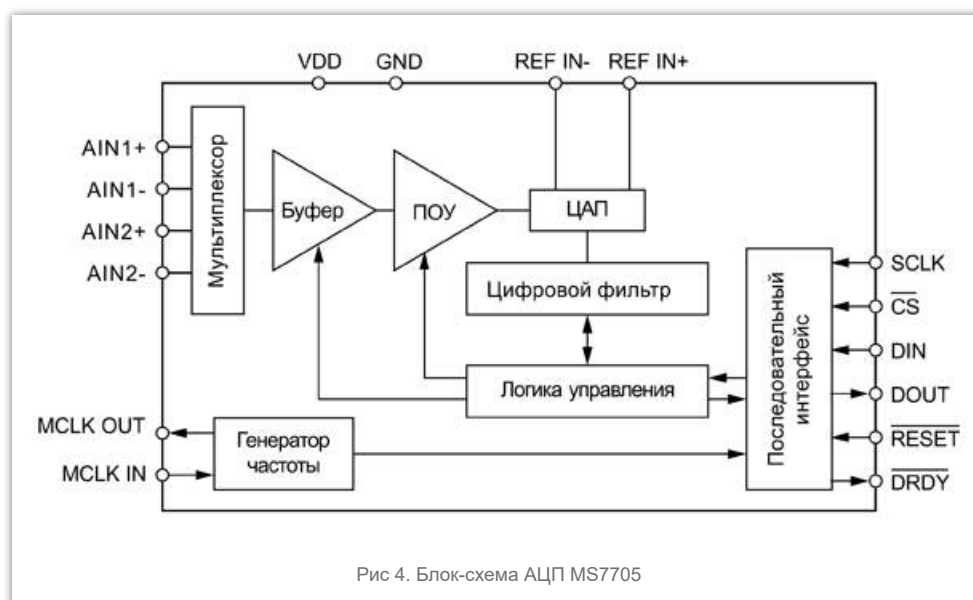 VDD
GND
REF IN-
REF IN+
AIN1+
AIN1-
AIN2+
AIN2-
Мультиплексор
Буфер
ПОУ
ЦАП
Цифровой фильтр
Логика управления
Последовательный
интерфейс
SCLK
CS
DIN
DOUT
RESET
DRDY
MCLK OUT
MCLK IN
Генератор
частоты
Рис 4. Блок-схема АЦП MS7705